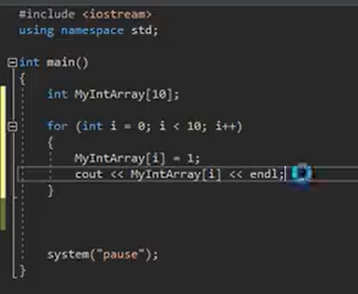 #include <iostream>
using namespace std;
int main()
{
int MyIntArray[10];
for (int i = 0; i < 10; i++)
{
MyIntArray[i] = 1;
cout << MyIntArray[i] << endl;
}
system("pause");
}